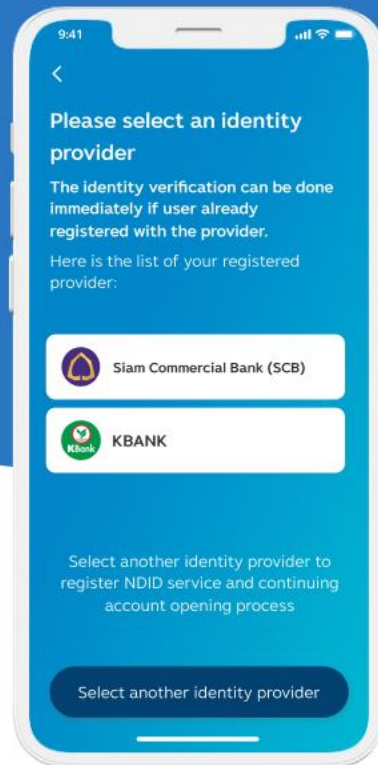 9:41
Please select an identity
provider
The identity verification can be done
immediately if user already
registered with the provider.
Here is the list of your registered
provider:
Siam Commercial Bank (SCB)
KBank
KBANK
Select another identity provider to
register NDID service and continuing
account opening process
Select another identity provider